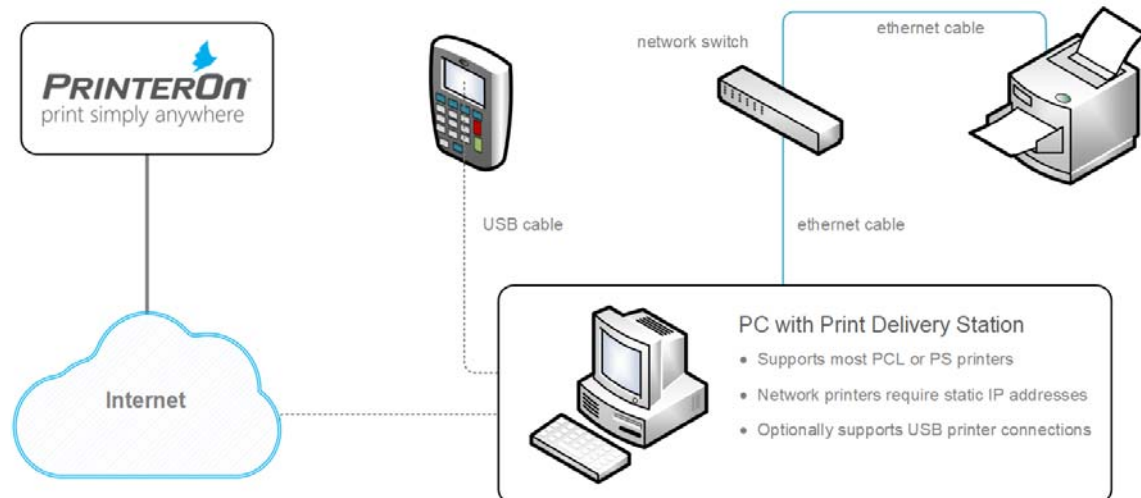 PRINTERON®
print simply anywhere
network switch
ethernet cable
USB cable
ethernet cable
Internet
PC with Print Delivery Station
• Supports most PCL or PS printers
• Network printers require static IP addresses
• Optionally supports USB printer connections